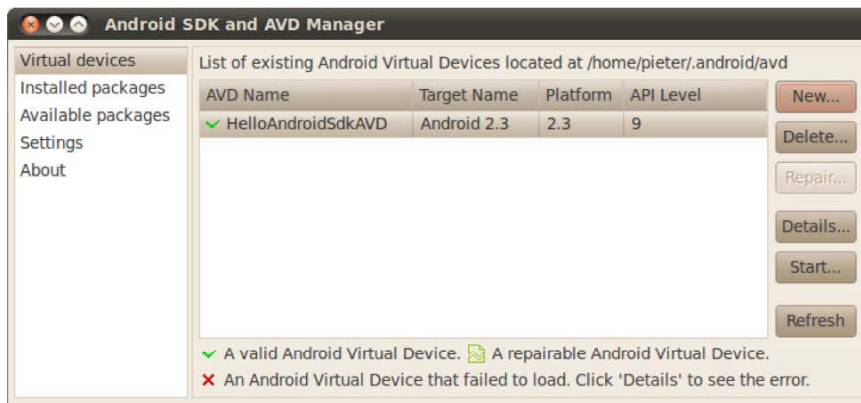 Android SDK and AVD Manager
Virtual devices
Installed packages
Available packages
Settings
About
List of existing Android Virtual Devices located at /home/pieter/.android/avd
AVD Name Target Name Platform API Level
HelloAndroidSdkAVD Android 2.3 2.3 9
New...
Delete...
Repair...
Details...
Start...
Refresh
A valid Android Virtual Device. A repairable Android Virtual Device.
An Android Virtual Device that failed to load. Click 'Details' to see the error.